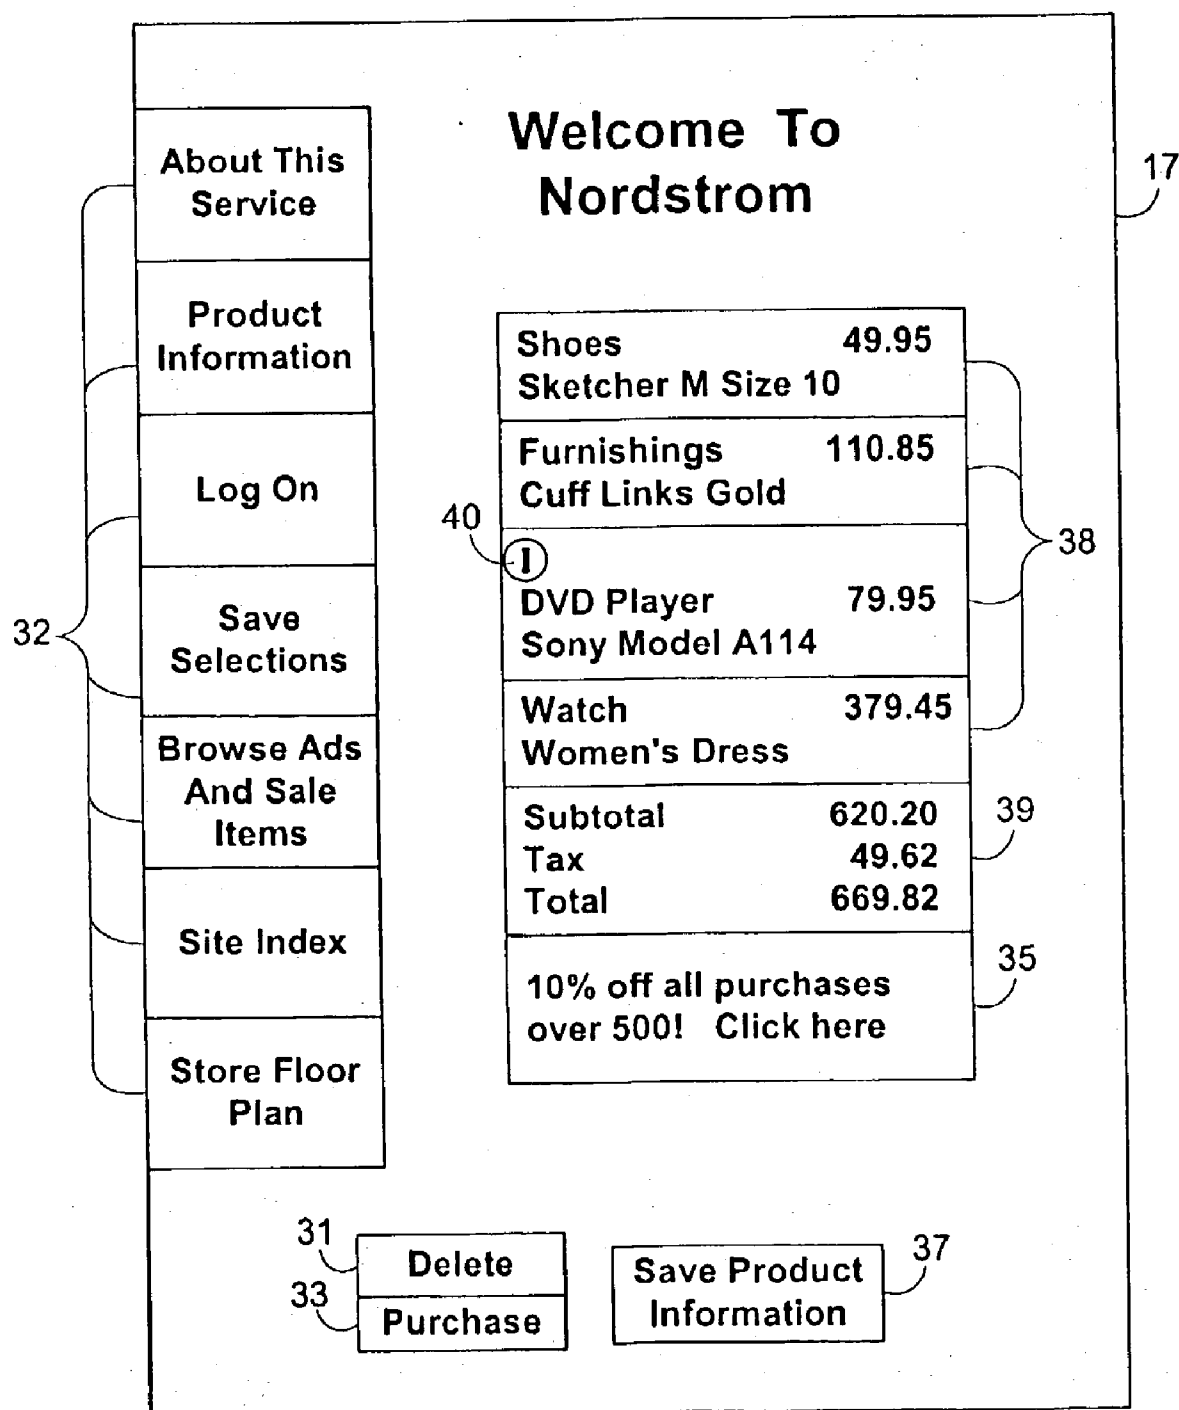 Welcome To
Nordstrom
17
About This
Service
Product
Information
Log On
Save
Selections
Browse Ads
And Sale
Items
Site Index
Store Floor
Plan
32
Shoes 49.95
Sketcher M Size 10
Furnishings 110.85
Cuff Links Gold
40
I
DVD Player 79.95
Sony Model A114
Watch 379.45
Women's Dress
38
Subtotal 620.20
Tax 49.62
Total 669.82
39
10% off all purchases
over 500! Click here
35
31
Delete
33
Purchase
Save Product
Information
37